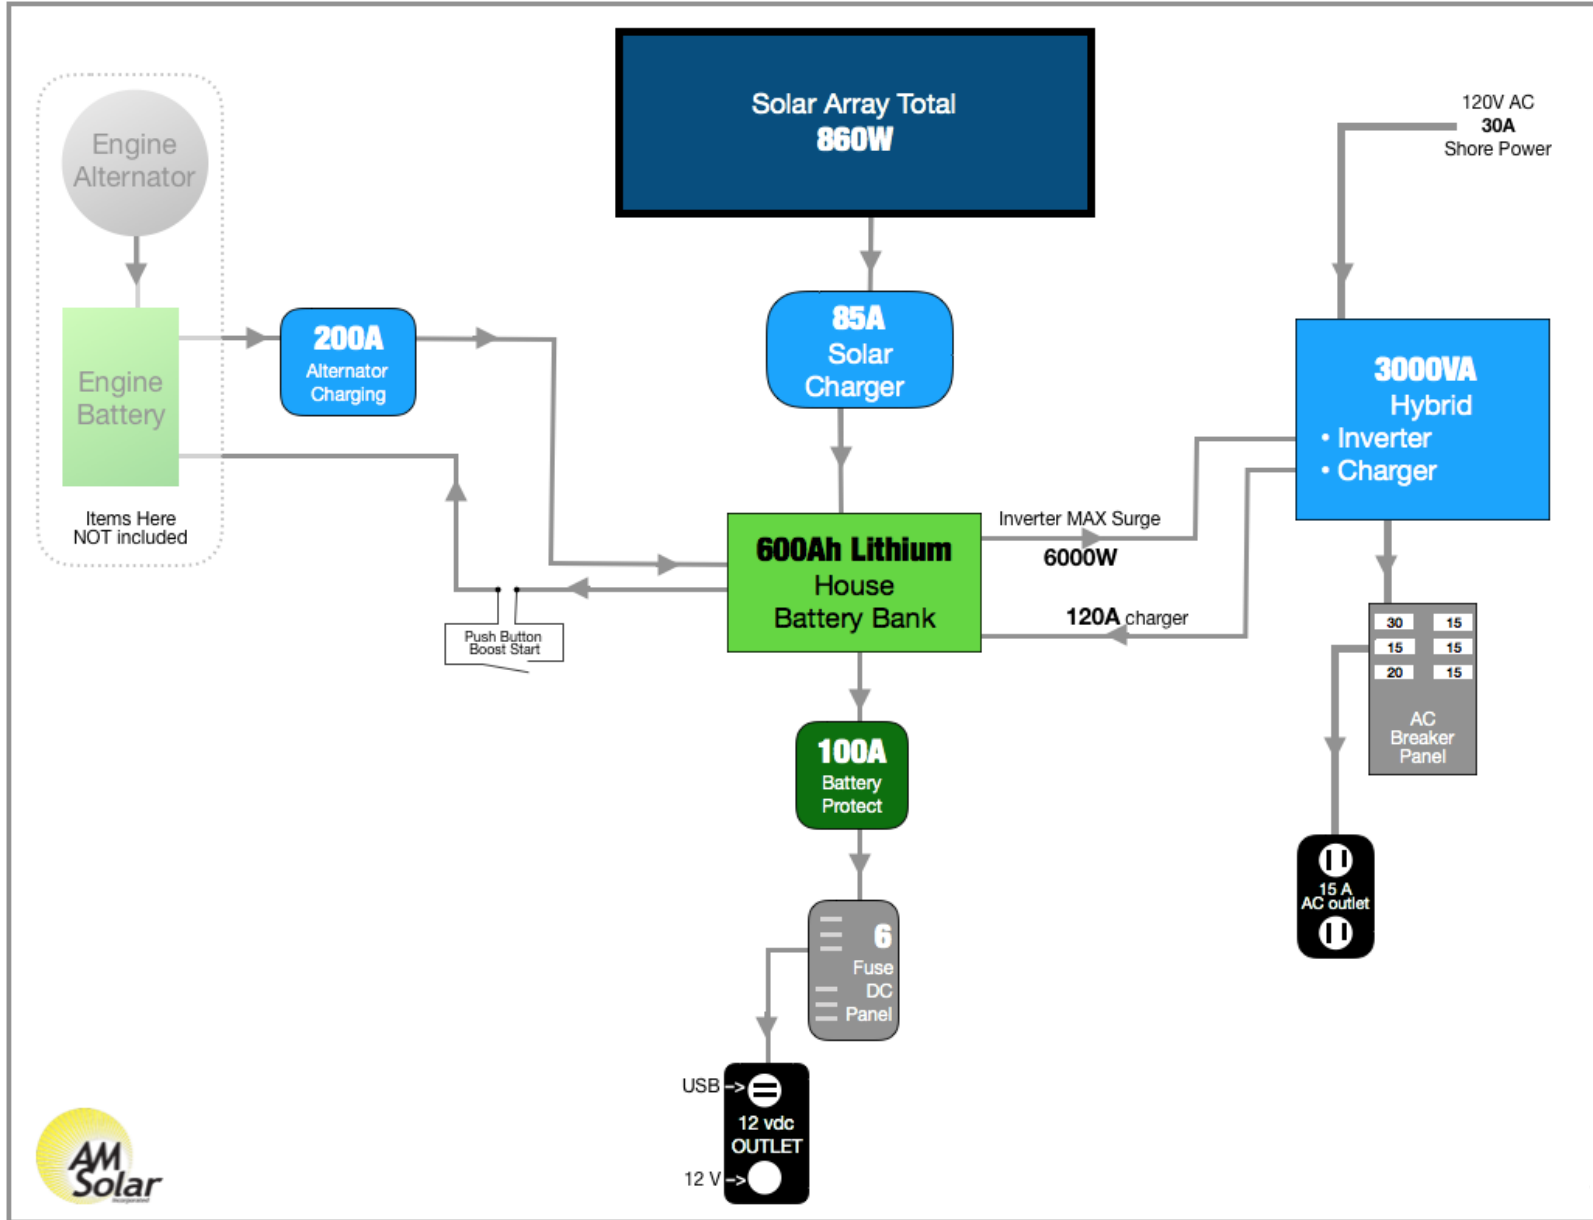 Engine
Alternator
Engine
Battery
Items Here
NOT included
200A
Alternator
Charging
Push Button
Boost Start
Solar Array Total
860W
85A
Solar
Charger
600Ah Lithium
House
Battery Bank
Inverter MAX Surge
6000W
120A charger
120V AC
30A
Shore Power
3000VA
Hybrid
• Inverter
• Charger
30 15
15 15
20 15
AC
Breaker
Panel
15 A
AC outlet
100A
Battery
Protect
6
Fuse
DC
Panel
USB ->
12 vdc
OUTLET
12 V ->
AM
Solar
Incorporated